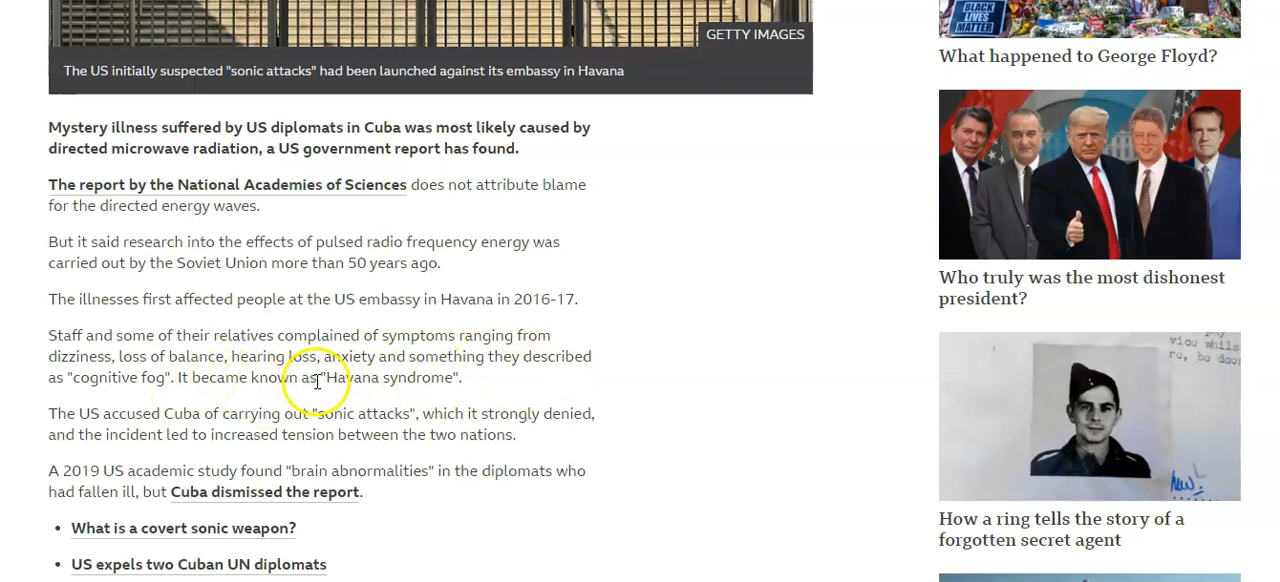 GETTY IMAGES
The US initially suspected "sonic attacks" had been launched against its embassy in Havana
Mystery illness suffered by US diplomats in Cuba was most likely caused by
directed microwave radiation, a US government report has found.
The report by the National Academies of Sciences does not attribute blame
for the directed energy waves.
But it said research into the effects of pulsed radio frequency energy was
carried out by the Soviet Union more than 50 years ago.
The illnesses first affected people at the US embassy in Havana in 2016-17.
Staff and some of their relatives complained of symptoms ranging from
dizziness, loss of balance, hearing loss, anxiety and something they described
as "cognitive fog". It became known as "Havana syndrome".
The US accused Cuba of carrying out "sonic attacks", which it strongly denied,
and the incident led to increased tension between the two nations.
A 2019 US academic study found "brain abnormalities" in the diplomats who
had fallen ill, but Cuba dismissed the report.
• What is a covert sonic weapon?
• US expels two Cuban UN diplomats
BLACK
LIVES
MATTER
What happened to George Floyd?
Who truly was the most dishonest
president?
How a ring tells the story of a
forgotten secret agent